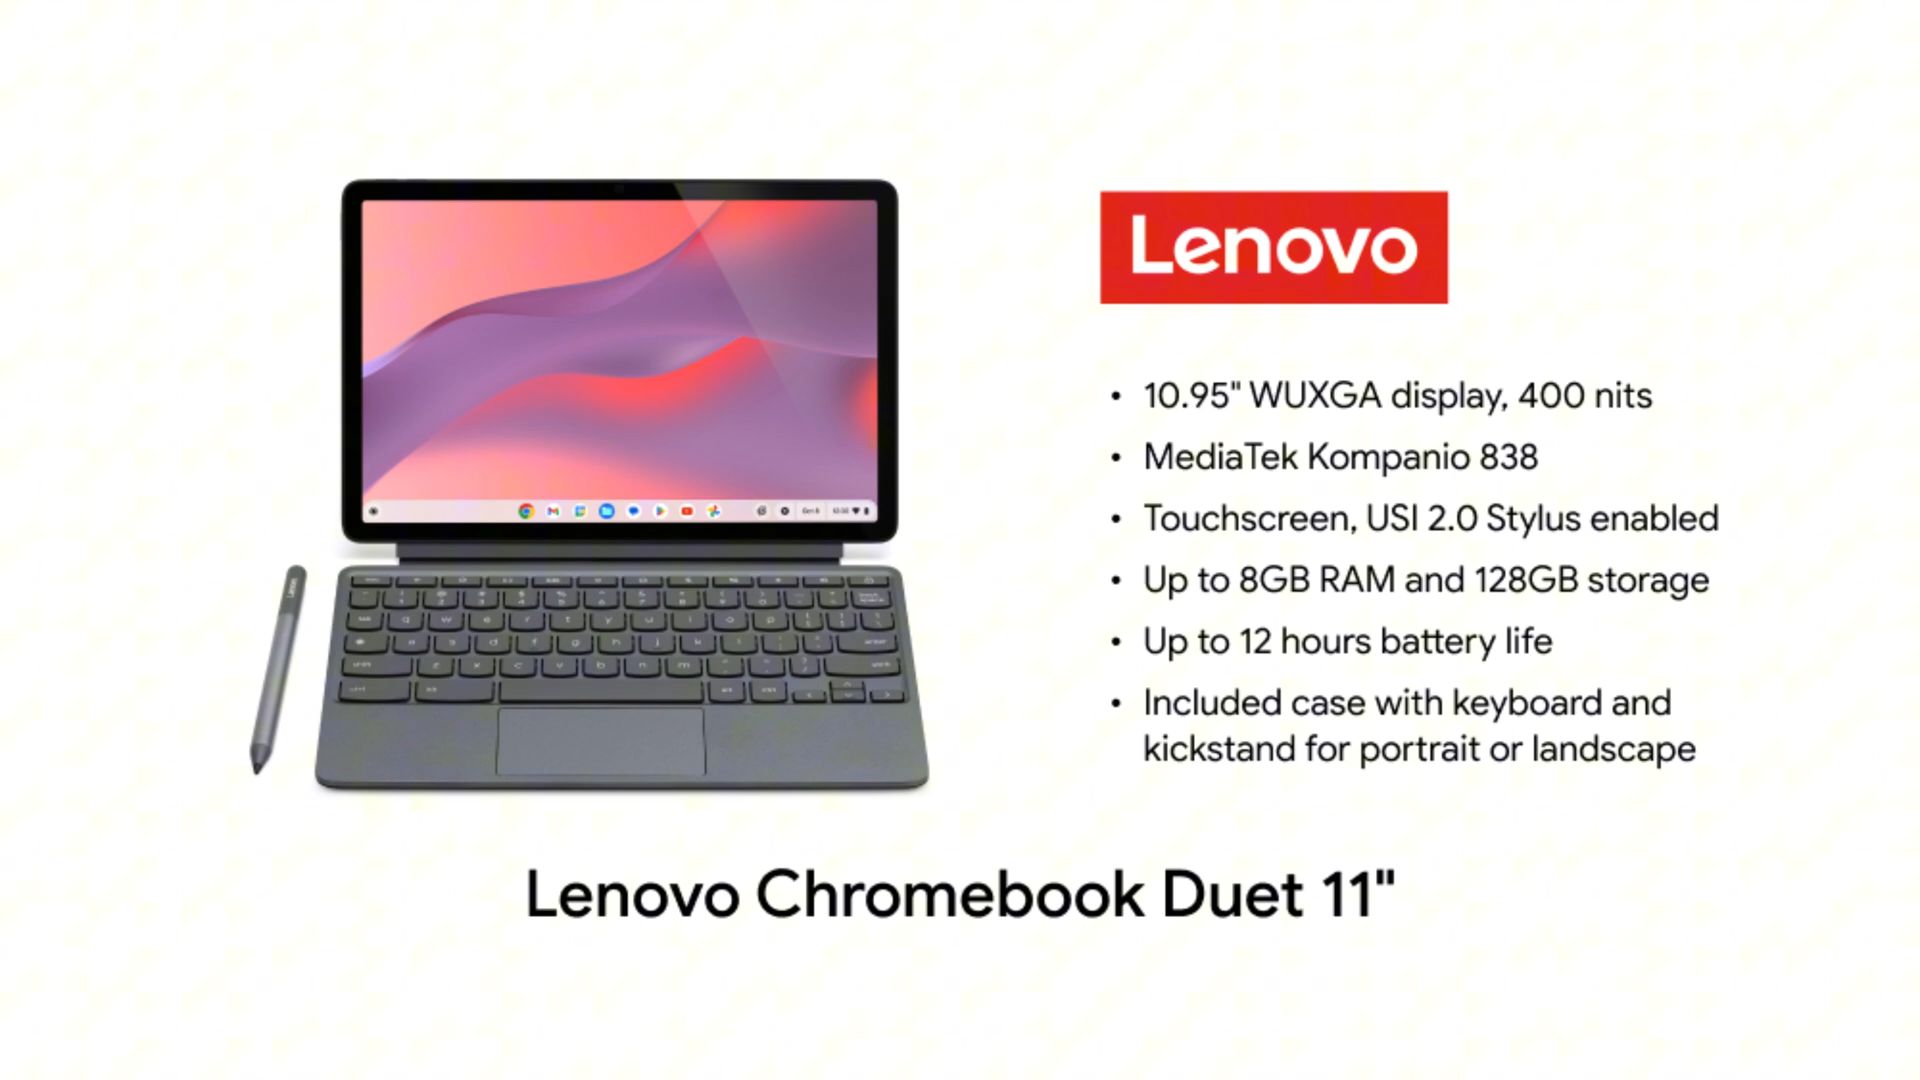 Lenovo
• 10.95" WUXGA display, 400 nits
• MediaTek Kompanio 838
• Touchscreen, USI 2.0 Stylus enabled
• Up to 8GB RAM and 128GB storage
• Up to 12 hours battery life
• Included case with keyboard and
kickstand for portrait or landscape
Lenovo
Lenovo Chromebook Duet 11"